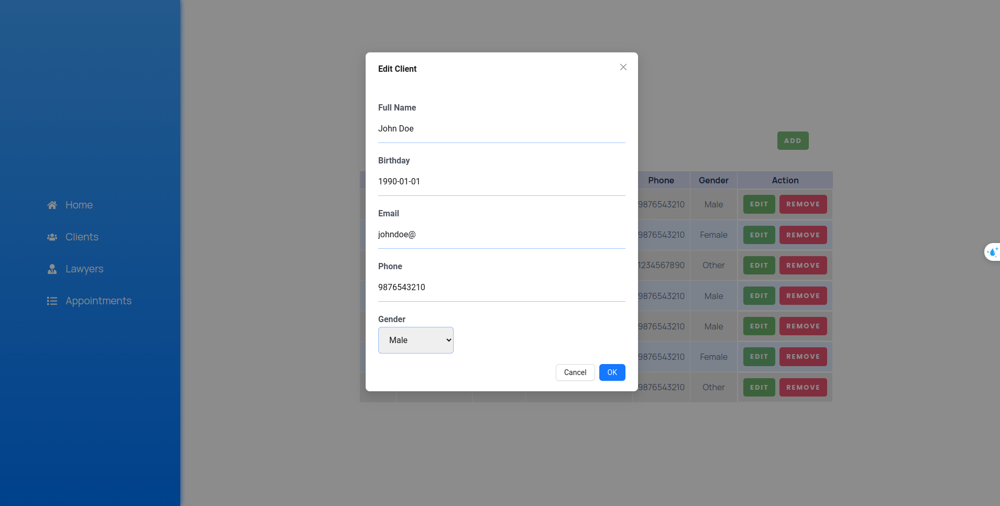 Home
Clients
Lawyers
Appointments
Edit Client
Full Name
John Doe
Birthday
1990-01-01
Email
johndoe@
Phone
9876543210
Gender
Male
Cancel OK
ADD
Phone Gender Action
9876543210 Male EDIT REMOVE
9876543210 Female EDIT REMOVE
1234567890 Other EDIT REMOVE
9876543210 Male EDIT REMOVE
9876543210 Male EDIT REMOVE
9876543210 Female EDIT REMOVE
9876543210 Other EDIT REMOVE